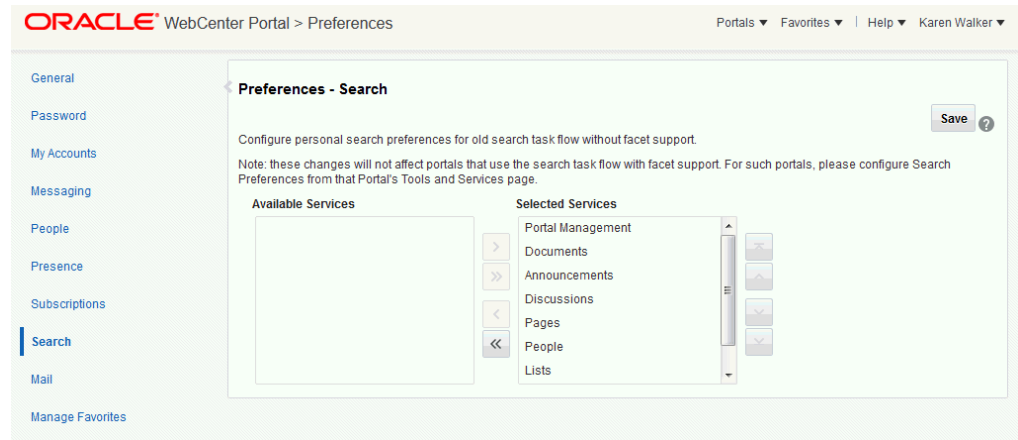 ORACLE® WebCenter Portal > Preferences
Portals ▼ Favorites ▼ | Help ▼ Karen Walker ▼
General
Password
My Accounts
Messaging
People
Presence
Subscriptions
Search
Mail
Manage Favorites
Preferences - Search
Save
?
Configure personal search preferences for old search task flow without facet support.
Note: these changes will not affect portals that use the search task flow with facet support. For such portals, please configure Search
Preferences from that Portal's Tools and Services page.
Available Services
Selected Services
Portal Management
Documents
Announcements
Discussions
Pages
People
Lists